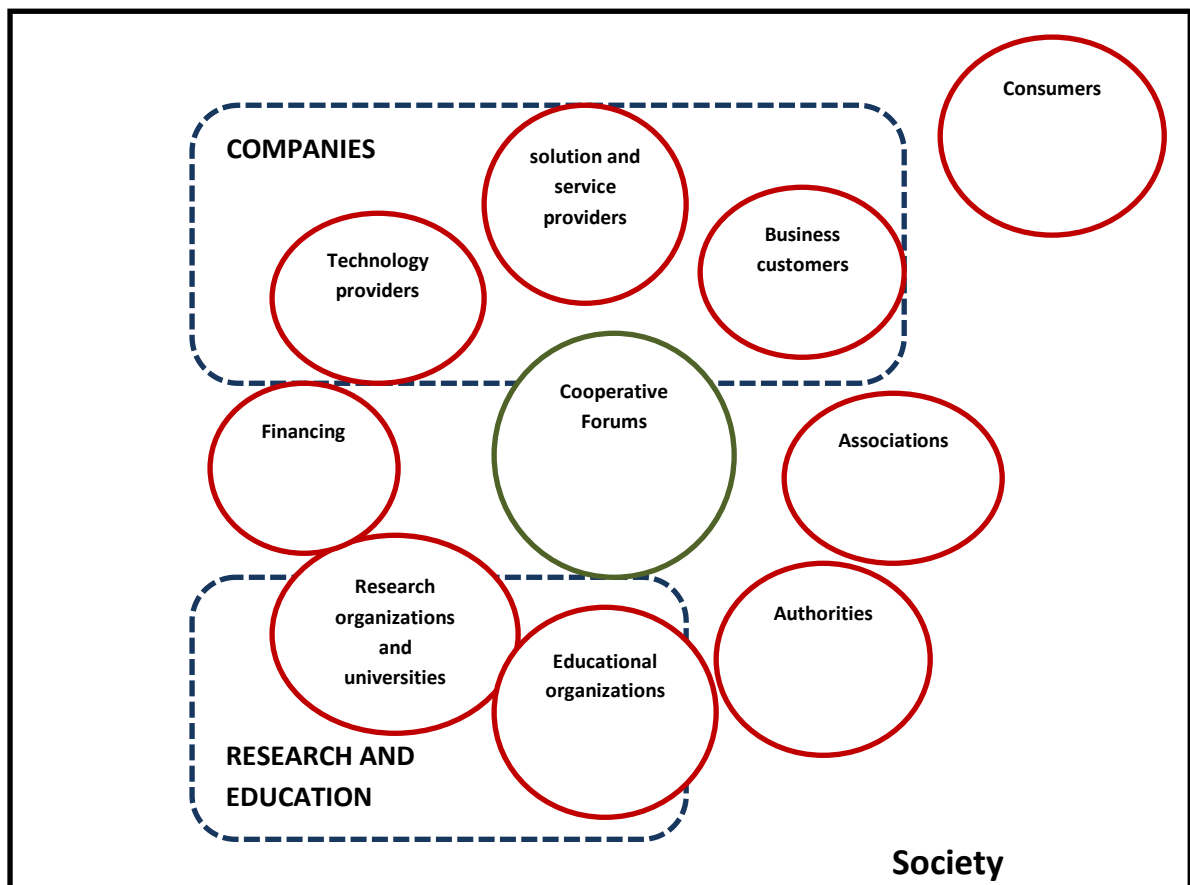 Consumers
COMPANIES
solution and
service
providers
Business
customers
Technology
providers
Cooperative
Forums
Financing
Associations
Research
organizations
and
universities
Authorities
Educational
organizations
RESEARCH AND
EDUCATION
Society